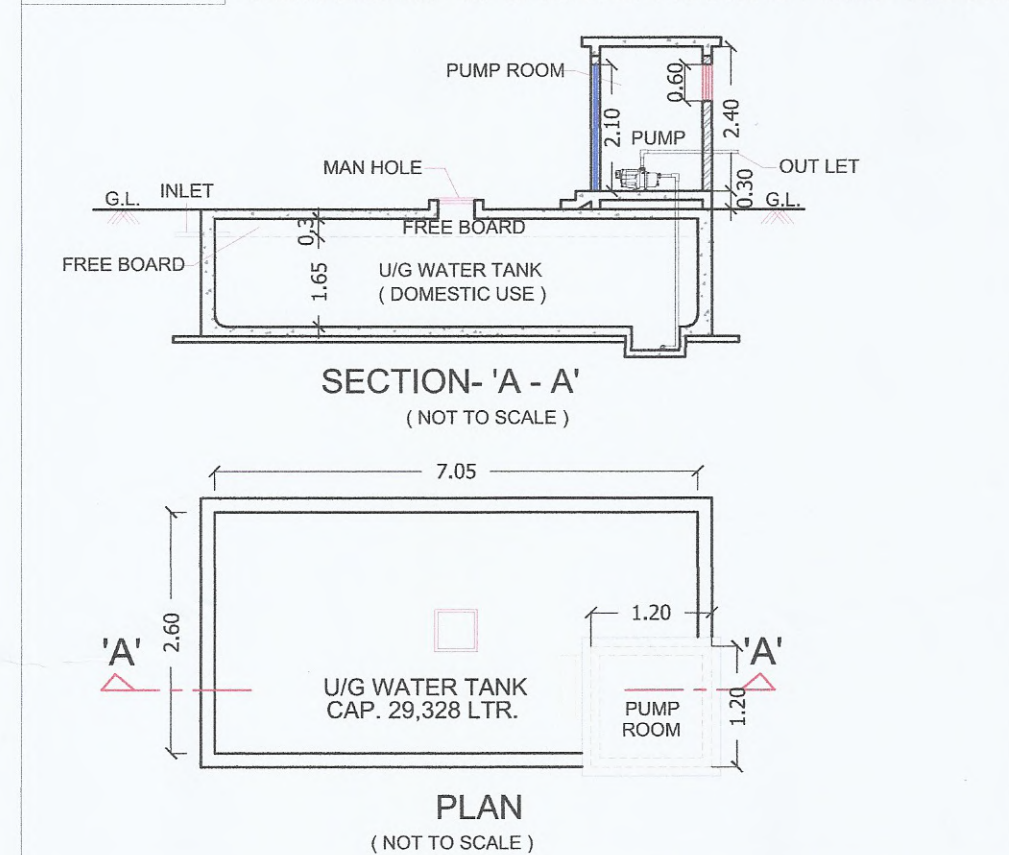 PUMP ROOM
0.60
2.10
2.40
PUMP
MAN HOLE
OUT LET
0.30
INLET
G.L.
G.L.
0.3
FREE BOARD
FREE BOARD
1.65
U/G WATER TANK
( DOMESTIC USE )
SECTION- 'A - A'
( NOT TO SCALE )
7.05
2.60
1.20
'A'
'A'
U/G WATER TANK
CAP. 29,328 LTR.
PUMP
ROOM
1.20
PLAN
( NOT TO SCALE )